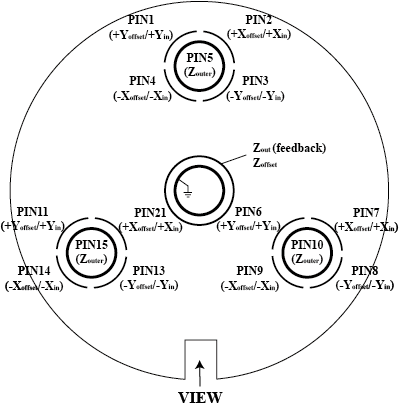 PIN1 PIN2
(+Yoffset/+Yin) (+Xoffset/+Xin)
PIN5
(Zouter)
PIN4 PIN3
(-Xoffset/-Xin) (-Yoffset/-Yin)
Zout (feedback)
Zoffset
PIN11 PIN21 PIN6 PIN7
(+Yoffset/+Yin) (+Xoffset/+Xin) (+Yoffset/+Yin) (+Xoffset/+Xin)
PIN15 PIN10
(Zouter) (Zouter)
PIN14 PIN13 PIN9 PIN8
(-Xoffset/-Xin) (-Yoffset/-Yin) (-Xoffset/-Xin) (-Yoffset/-Yin)
VIEW